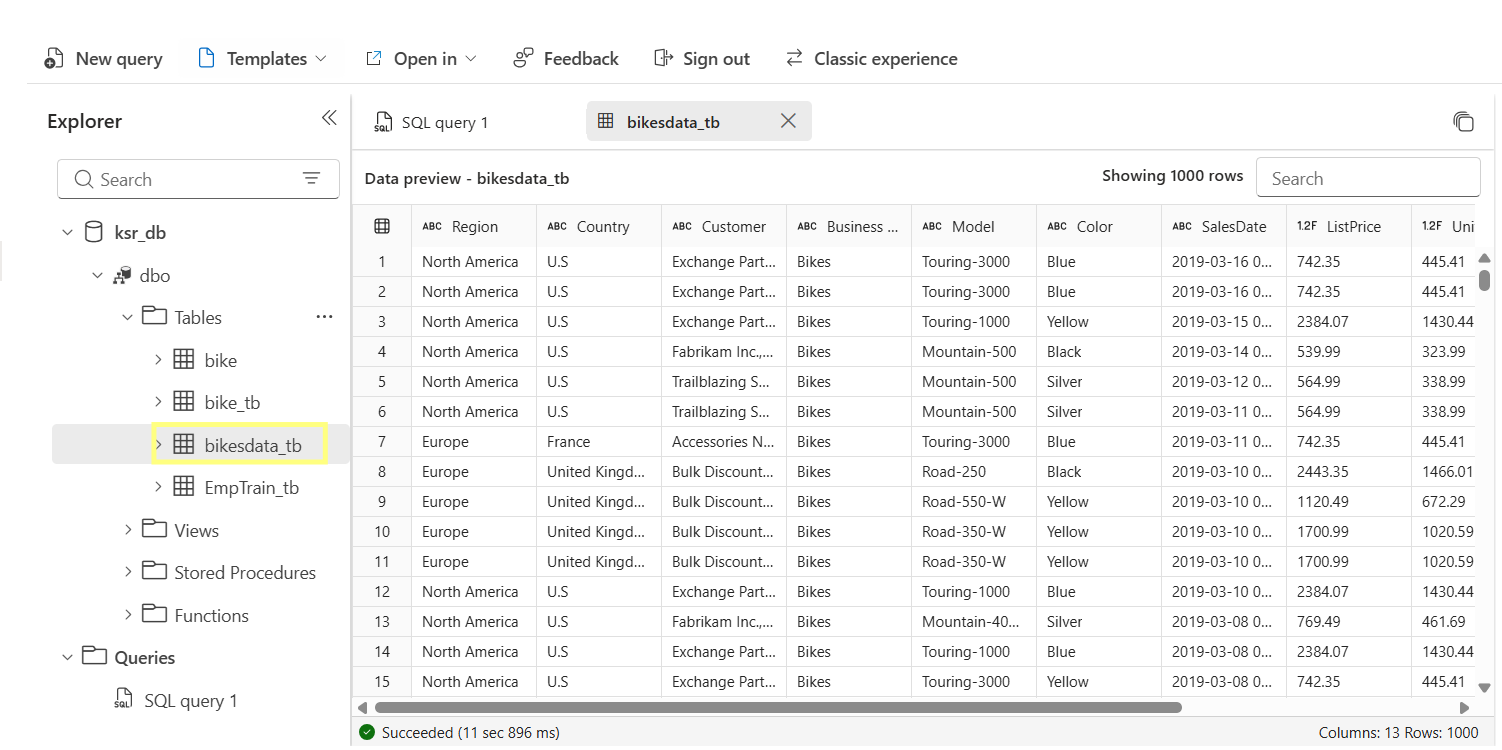 New query Templates Open in Feedback Sign out Classic experience
Explorer
Search
ksr_db
dbo
Tables ...
bike
bike_tb
bikesdata_tb
EmpTrain_tb
Views
Stored Procedures
Functions
Queries
SQL query 1
SQL query 1 bikesdata_tb
Data preview - bikesdata_tb Showing 1000 rows Search
ABC Region ABC Country ABC Customer ABC Business ... ABC Model ABC Color ABC SalesDate 1.2F ListPrice 1.2F Uni
1 North America U.S Exchange Part... Bikes Touring-3000 Blue 2019-03-16 0... 742.35 445.41
2 North America U.S Exchange Part... Bikes Touring-3000 Blue 2019-03-16 0... 742.35 445.41
3 North America U.S Exchange Part... Bikes Touring-1000 Yellow 2019-03-15 0... 2384.07 1430.44
4 North America U.S Fabrikam Inc.,... Bikes Mountain-500 Black 2019-03-14 0... 539.99 323.99
5 North America U.S Trailblazing S... Bikes Mountain-500 Silver 2019-03-12 0... 564.99 338.99
6 North America U.S Trailblazing S... Bikes Mountain-500 Silver 2019-03-11 0... 564.99 338.99
7 Europe France Accessories N... Bikes Touring-3000 Blue 2019-03-11 0... 742.35 445.41
8 Europe United Kingd... Bulk Discount... Bikes Road-250 Black 2019-03-10 0... 2443.35 1466.01
9 Europe United Kingd... Bulk Discount... Bikes Road-550-W Yellow 2019-03-10 0... 1120.49 672.29
10 Europe United Kingd... Bulk Discount... Bikes Road-350-W Yellow 2019-03-10 0... 1700.99 1020.59
11 Europe United Kingd... Bulk Discount... Bikes Road-350-W Yellow 2019-03-10 0... 1700.99 1020.59
12 North America U.S Exchange Part... Bikes Touring-1000 Blue 2019-03-10 0... 2384.07 1430.44
13 North America U.S Fabrikam Inc.,... Bikes Mountain-40... Silver 2019-03-08 0... 769.49 461.69
14 North America U.S Exchange Part... Bikes Touring-1000 Blue 2019-03-08 0... 2384.07 1430.44
15 North America U.S Exchange Part... Bikes Touring-3000 Yellow 2019-03-08 0... 742.35 445.41
Succeeded (11 sec 896 ms) Columns: 13 Rows: 1000